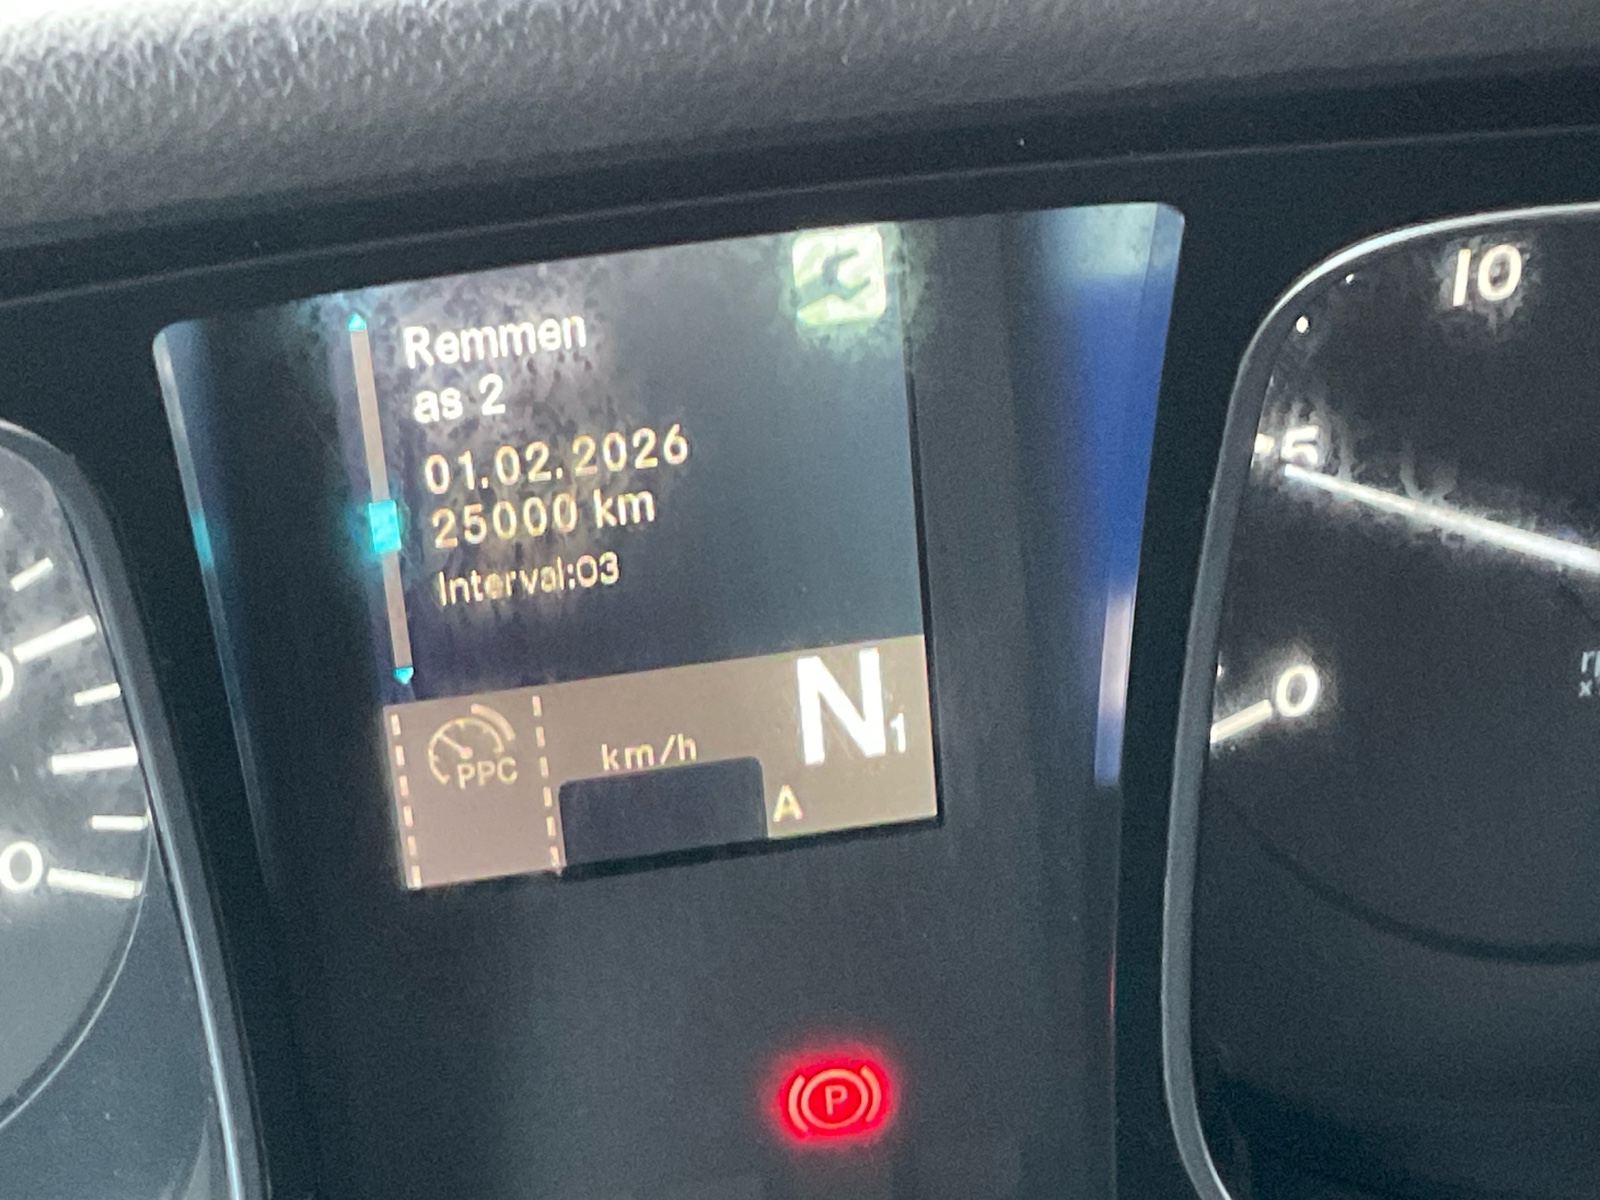 Remmen
as 2
01.02.2026
25000 km
Interval:03
PPC
km/h
N1
A
P
10
5
0
0